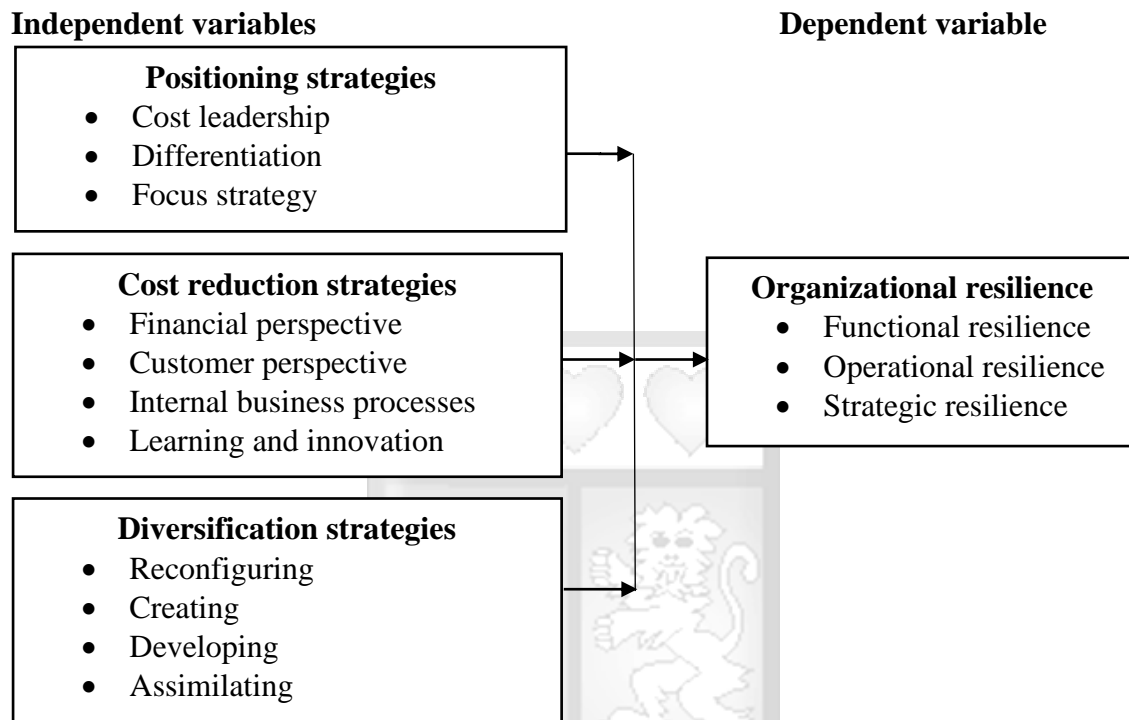 Independent variables
Dependent variable
Positioning strategies
• Cost leadership
• Differentiation
• Focus strategy
Cost reduction strategies
• Financial perspective
• Customer perspective
• Internal business processes
• Learning and innovation
Diversification strategies
• Reconfiguring
• Creating
• Developing
• Assimilating
Organizational resilience
• Functional resilience
• Operational resilience
• Strategic resilience